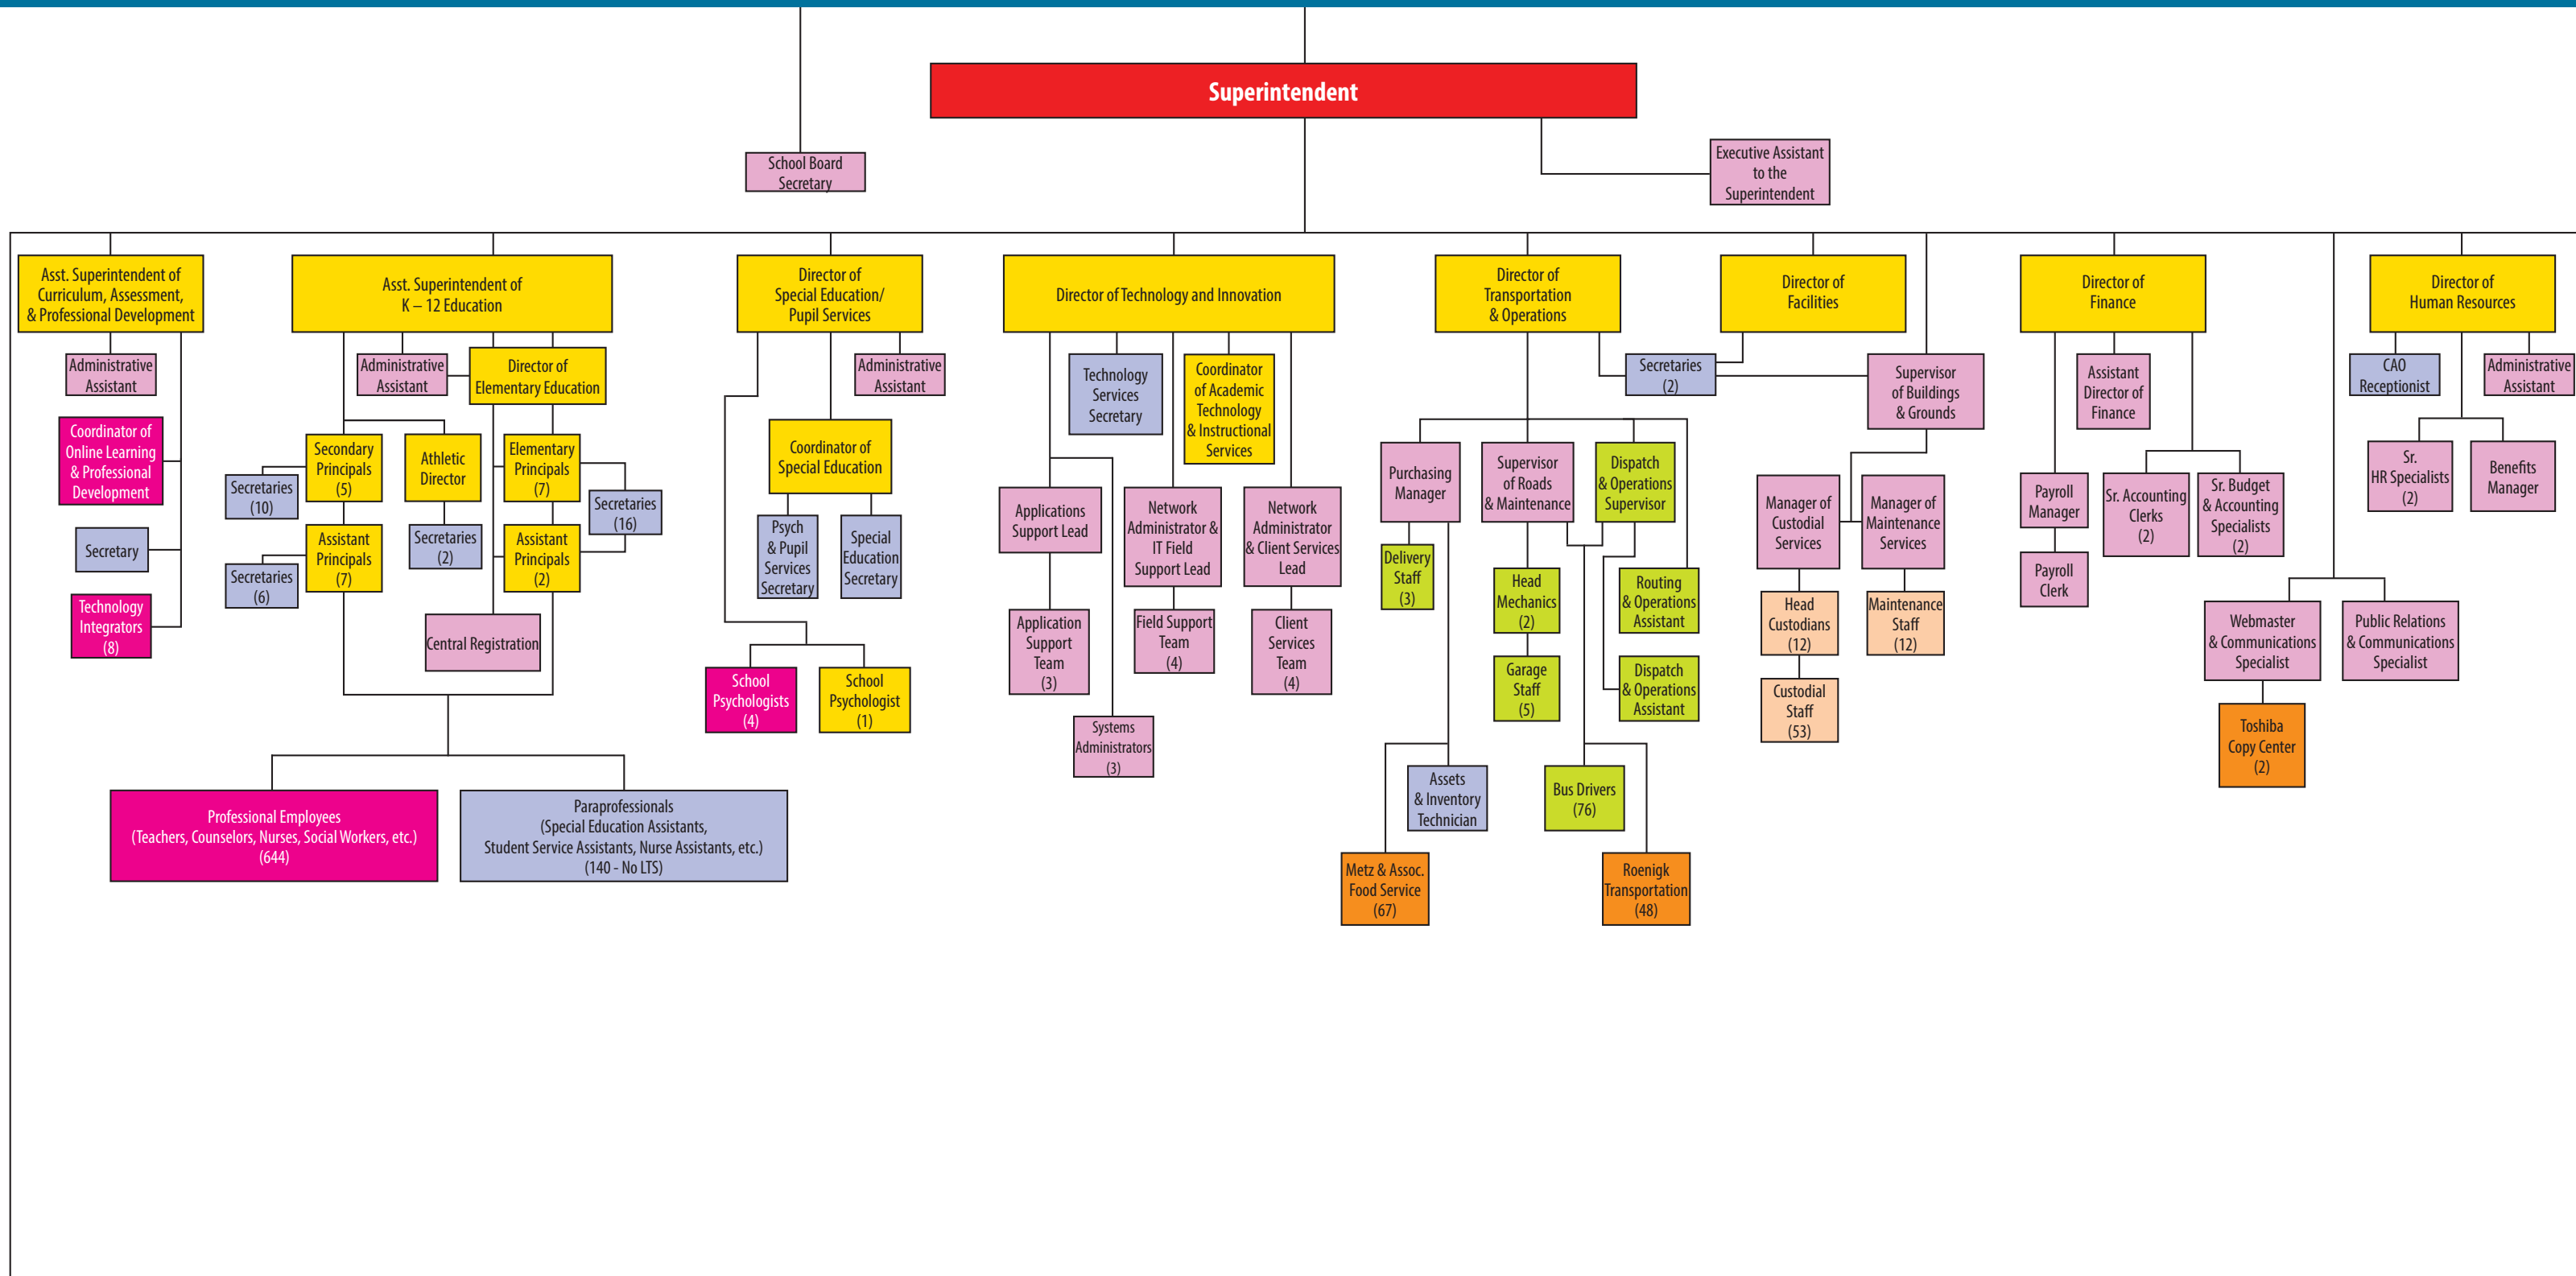 Superintendent
School Board
Secretary
Executive Assistant
to the
Superintendent
Asst. Superintendent of
Curriculum, Assessment,
& Professional Development
Administrative
Assistant
Coordinator of
Online Learning
& Professional
Development
Secretary
Technology
Integrators
(8)
Asst. Superintendent of
K – 12 Education
Administrative
Assistant
Director of
Elementary Education
Secondary
Principals
(5)
Secretaries
(10)
Assistant
Principals
(7)
Secretaries
(6)
Athletic
Director
Secretaries
(2)
Elementary
Principals
(7)
Secretaries
(16)
Assistant
Principals
(2)
Central Registration
Professional Employees
(Teachers, Counselors, Nurses, Social Workers, etc.)
(644)
Paraprofessionals
(Special Education Assistants,
Student Service Assistants, Nurse Assistants, etc.)
(140 - No LTS)
Director of
Special Education/
Pupil Services
Administrative
Assistant
Coordinator of
Special Education
Psych
& Pupil
Services
Secretary
Special
Education
Secretary
School
Psychologists
(4)
School
Psychologist
(1)
Director of Technology and Innovation
Technology
Services
Secretary
Coordinator
of Academic
Technology
& Instructional
Services
Applications
Support Lead
Network
Administrator &
IT Field
Support Lead
Network
Administrator
& Client Services
Lead
Application
Support
Team
(3)
Field Support
Team
(4)
Client
Services
Team
(4)
Systems
Administrators
(3)
Director of
Transportation
& Operations
Secretaries
(2)
Purchasing
Manager
Supervisor
of Roads
& Maintenance
Dispatch
& Operations
Supervisor
Delivery
Staff
(3)
Head
Mechanics
(2)
Routing
& Operations
Assistant
Garage
Staff
(5)
Dispatch
& Operations
Assistant
Assets
& Inventory
Technician
Bus Drivers
(76)
Metz & Assoc.
Food Service
(67)
Roenigk
Transportation
(48)
Director of
Facilities
Supervisor
of Buildings
& Grounds
Manager of
Custodial
Services
Manager of
Maintenance
Services
Head
Custodians
(12)
Maintenance
Staff
(12)
Custodial
Staff
(53)
Director of
Finance
Assistant
Director of
Finance
Payroll
Manager
Sr. Accounting
Clerks
(2)
Sr. Budget
& Accounting
Specialists
(2)
Payroll
Clerk
Director of
Human Resources
CAO
Receptionist
Administrative
Assistant
Sr.
HR Specialists
(2)
Benefits
Manager
Webmaster
& Communications
Specialist
Public Relations
& Communications
Specialist
Toshiba
Copy Center
(2)